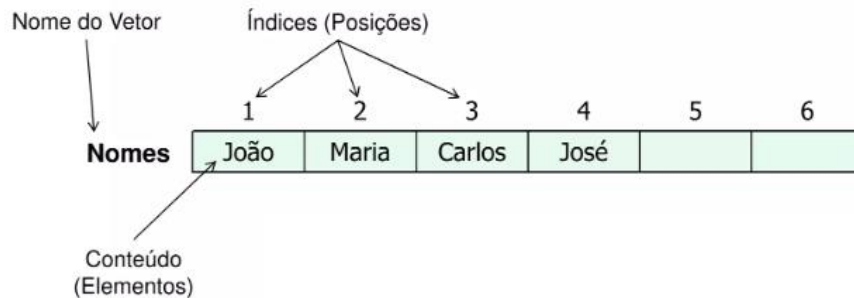 Nome do Vetor Índices (Posições)
1 2 3 4 5 6
Nomes João Maria Carlos José
Conteúdo
(Elementos)